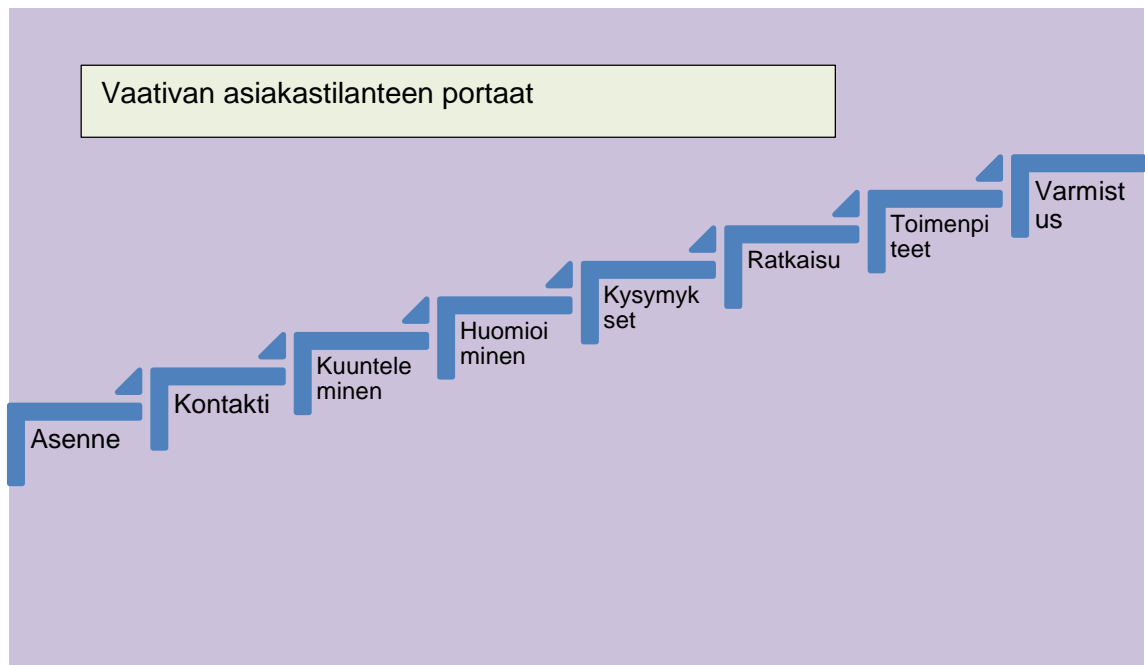 Vaativan asiakastilanteen portaat
Asenne
Kontakti
Kuuntele
minen
Huomioi
minen
Kysymyk
set
Ratkaisu
Toimenpi
teet
Varmist
us